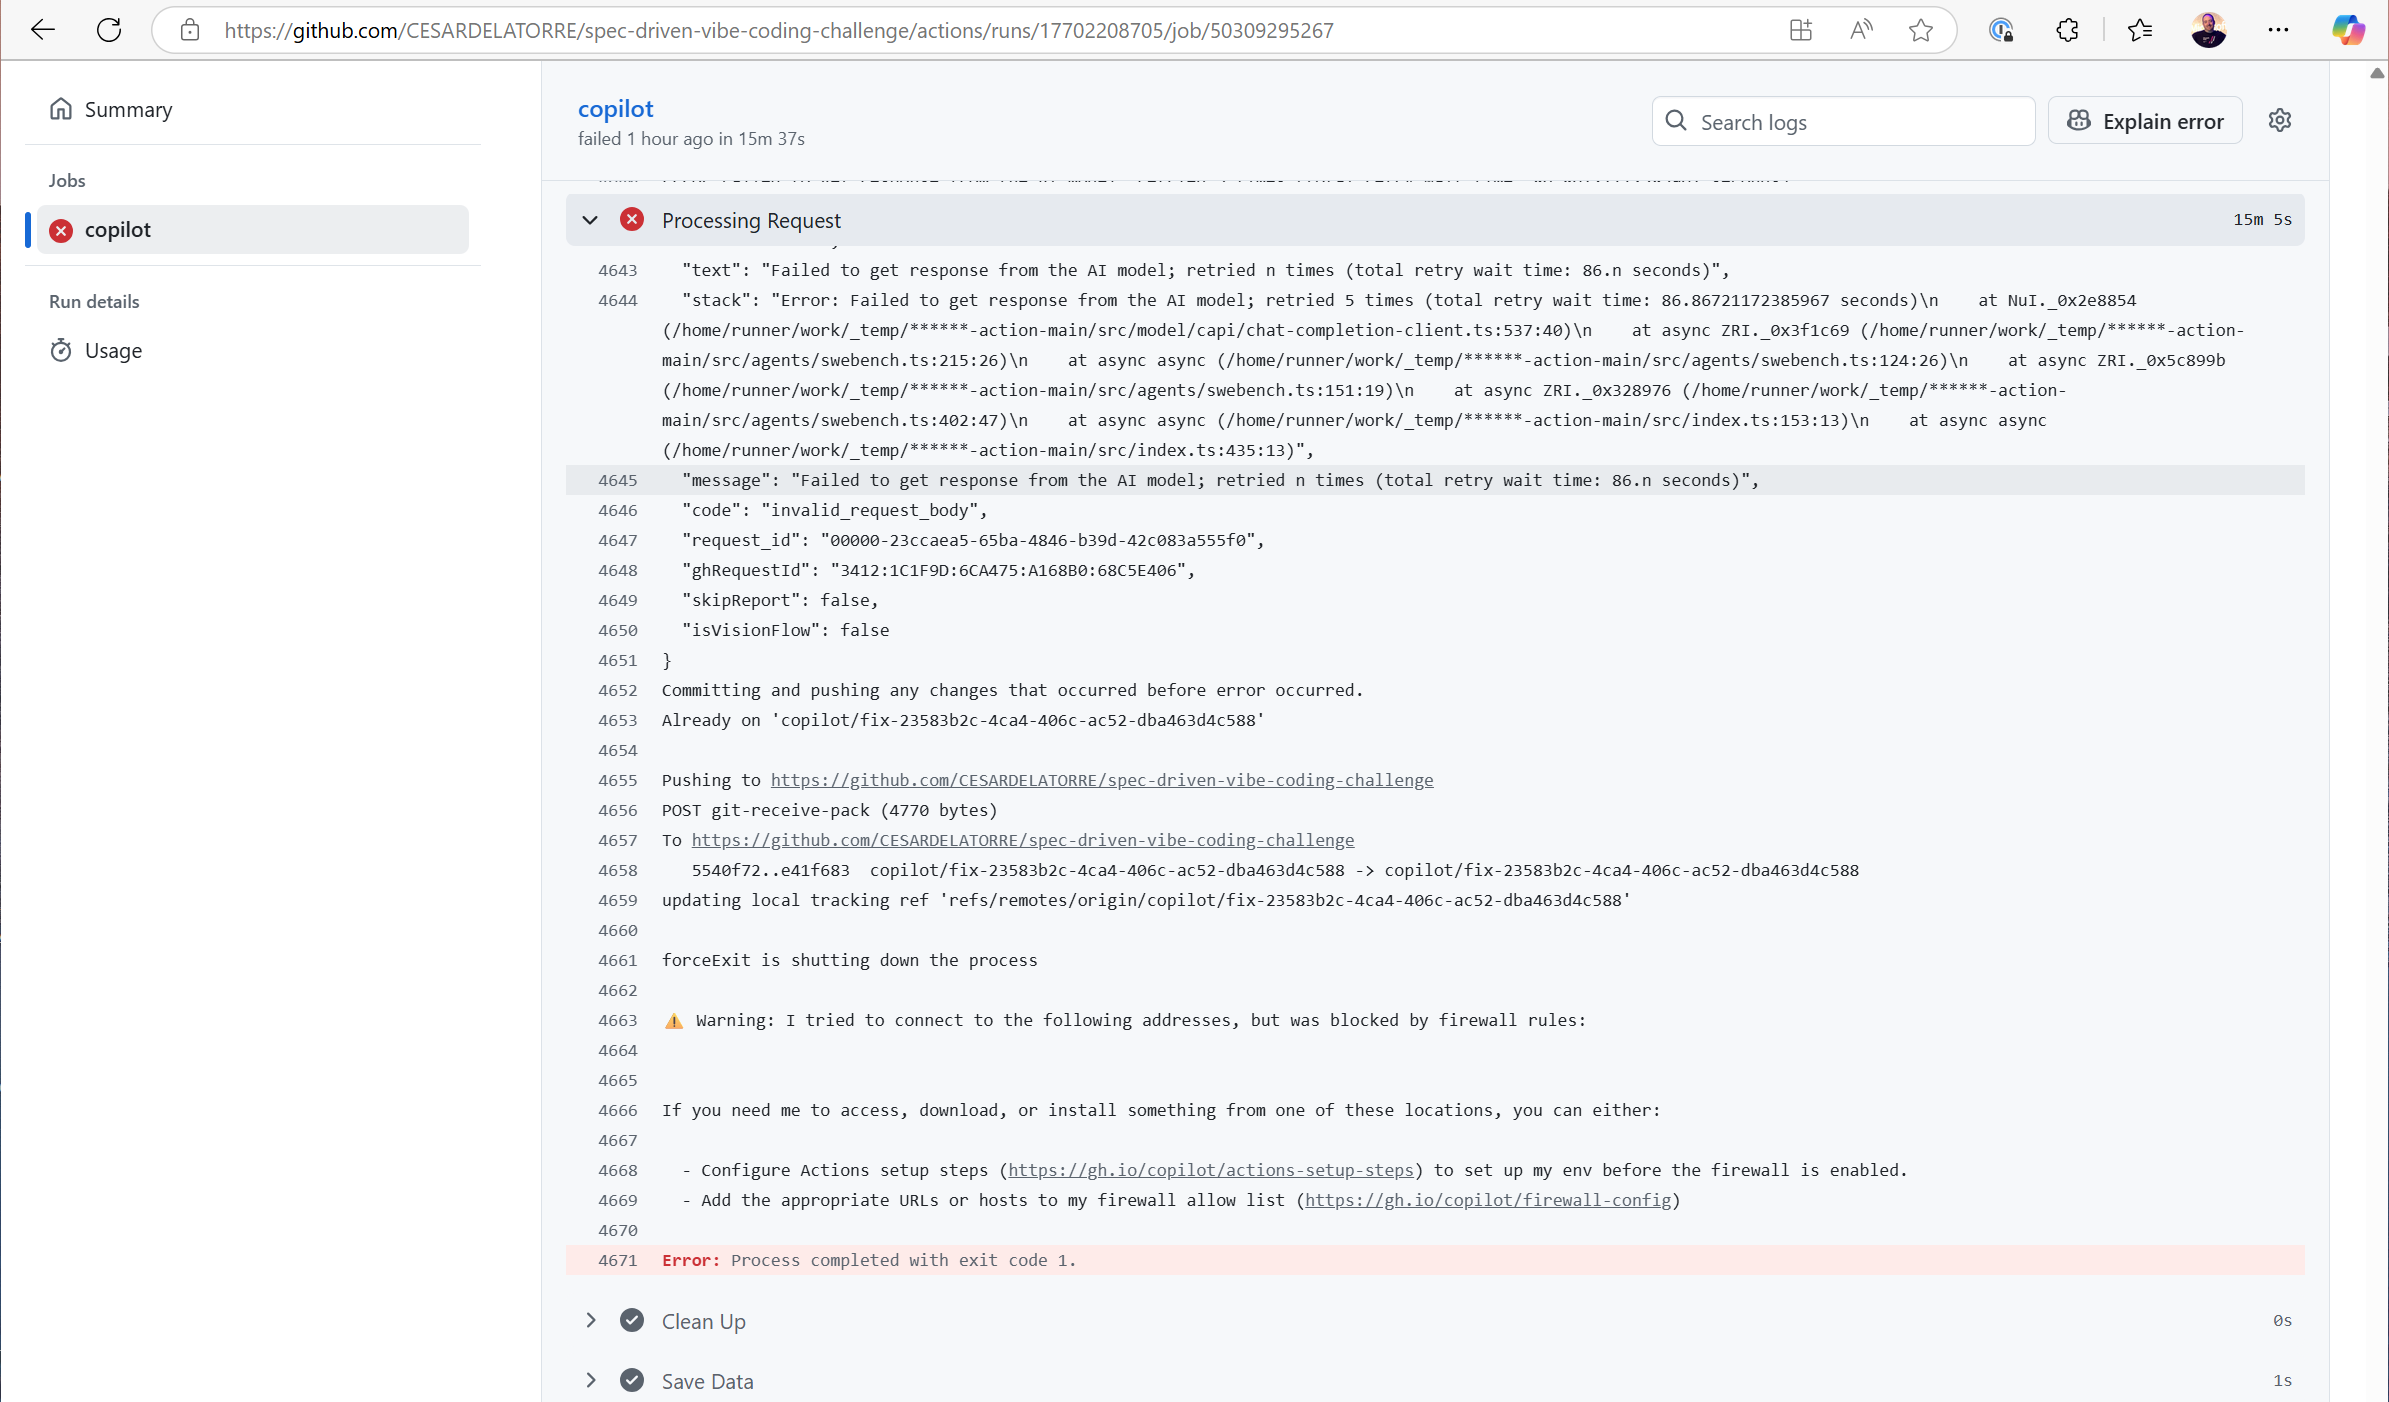 https://github.com/CESARDELATORRE/spec-driven-vibe-coding-challenge/actions/runs/17702208705/job/50309295267
Summary
Jobs
copilot
Run details
Usage
copilot
failed 1 hour ago in 15m 37s
Search logs
Explain error
Processing Request
15m 5s
4643 "text": "Failed to get response from the AI model; retried n times (total retry wait time: 86.n seconds)",
4644 "stack": "Error: Failed to get response from the AI model; retried 5 times (total retry wait time: 86.86721172385967 seconds)\n    at NuI._0x2e8854
(/home/runner/work/_temp/******-action-main/src/model/capi/chat-completion-client.ts:537:40)\n    at async ZRI._0x3f1c69 (/home/runner/work/_temp/******-action-
main/src/agents/swebench.ts:215:26)\n    at async async (/home/runner/work/_temp/******-action-main/src/agents/swebench.ts:124:26)\n    at async ZRI._0x5c899b
(/home/runner/work/_temp/******-action-main/src/agents/swebench.ts:151:19)\n    at async ZRI._0x328976 (/home/runner/work/_temp/******-action-
main/src/agents/swebench.ts:402:47)\n    at async async (/home/runner/work/_temp/******-action-main/src/index.ts:153:13)\n    at async async
(/home/runner/work/_temp/******-action-main/src/index.ts:435:13)",
4645 "message": "Failed to get response from the AI model; retried n times (total retry wait time: 86.n seconds)",
4646 "code": "invalid_request_body",
4647 "request_id": "00000-23ccaea5-65ba-4846-b39d-42c083a555f0",
4648 "ghRequestId": "3412:1C1F9D:6CA475:A168B0:68C5E406",
4649 "skipReport": false,
4650 "isVisionFlow": false
4651 }
4652 Committing and pushing any changes that occurred before error occurred.
4653 Already on 'copilot/fix-23583b2c-4ca4-406c-ac52-dba463d4c588'
4654
4655 Pushing to https://github.com/CESARDELATORRE/spec-driven-vibe-coding-challenge
4656 POST git-receive-pack (4770 bytes)
4657 To https://github.com/CESARDELATORRE/spec-driven-vibe-coding-challenge
4658 5540f72..e41f683  copilot/fix-23583b2c-4ca4-406c-ac52-dba463d4c588 -> copilot/fix-23583b2c-4ca4-406c-ac52-dba463d4c588
4659 updating local tracking ref 'refs/remotes/origin/copilot/fix-23583b2c-4ca4-406c-ac52-dba463d4c588'
4660
4661 forceExit is shutting down the process
4662
4663 ⚠ Warning: I tried to connect to the following addresses, but was blocked by firewall rules:
4664
4665
4666 If you need me to access, download, or install something from one of these locations, you can either:
4667
4668 - Configure Actions setup steps (https://gh.io/copilot/actions-setup-steps) to set up my env before the firewall is enabled.
4669 - Add the appropriate URLs or hosts to my firewall allow list (https://gh.io/copilot/firewall-config)
4670
4671 Error: Process completed with exit code 1.
Clean Up
0s
Save Data
1s